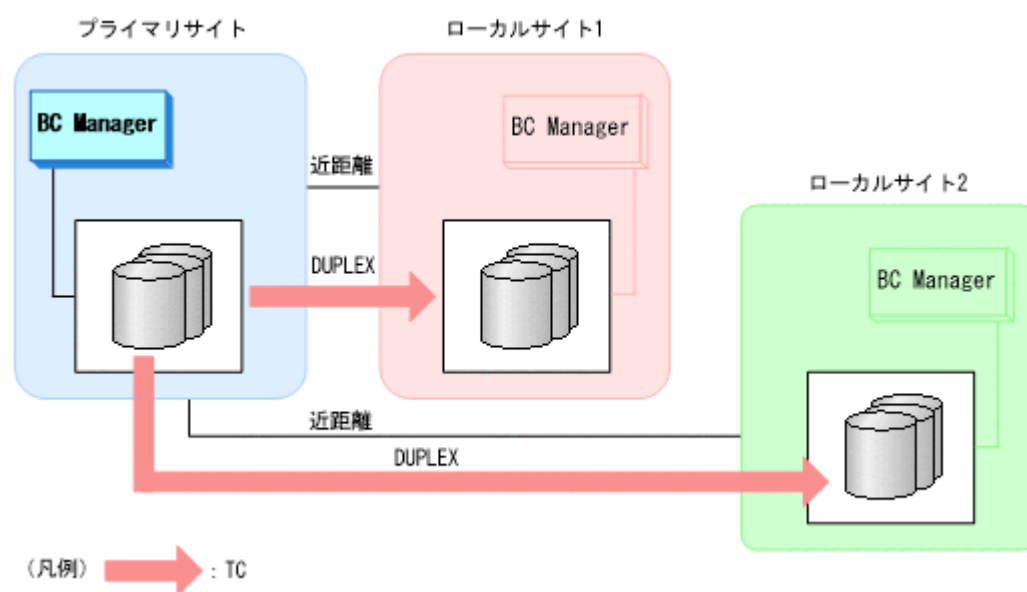 プライマリサイト
ローカルサイト1
BC Manager
BC Manager
近距離
ローカルサイト2
DUPLEX
BC Manager
近距離
DUPLEX
(凡例) : TC